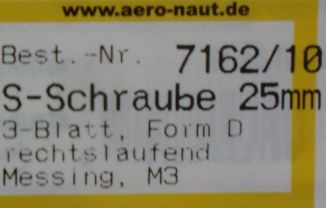 www.aero-naut.de
Best.-Nr. 7162/10
S-Schraube 25mm
3-Blatt, Form D
rechtslaufend
Messing, M3